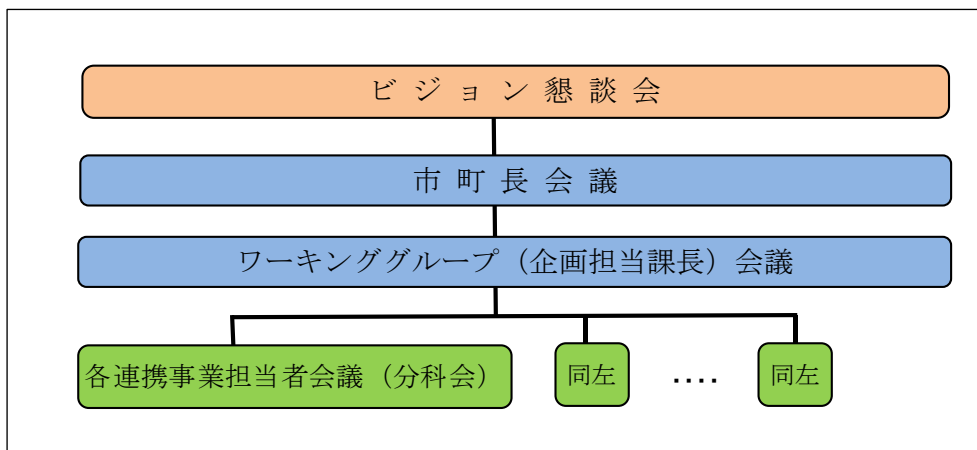 ビジョン懇談会
市町長会議
ワーキンググループ（企画担当課長）会議
各連携事業担当者会議（分科会） 同左 ‥‥ 同左